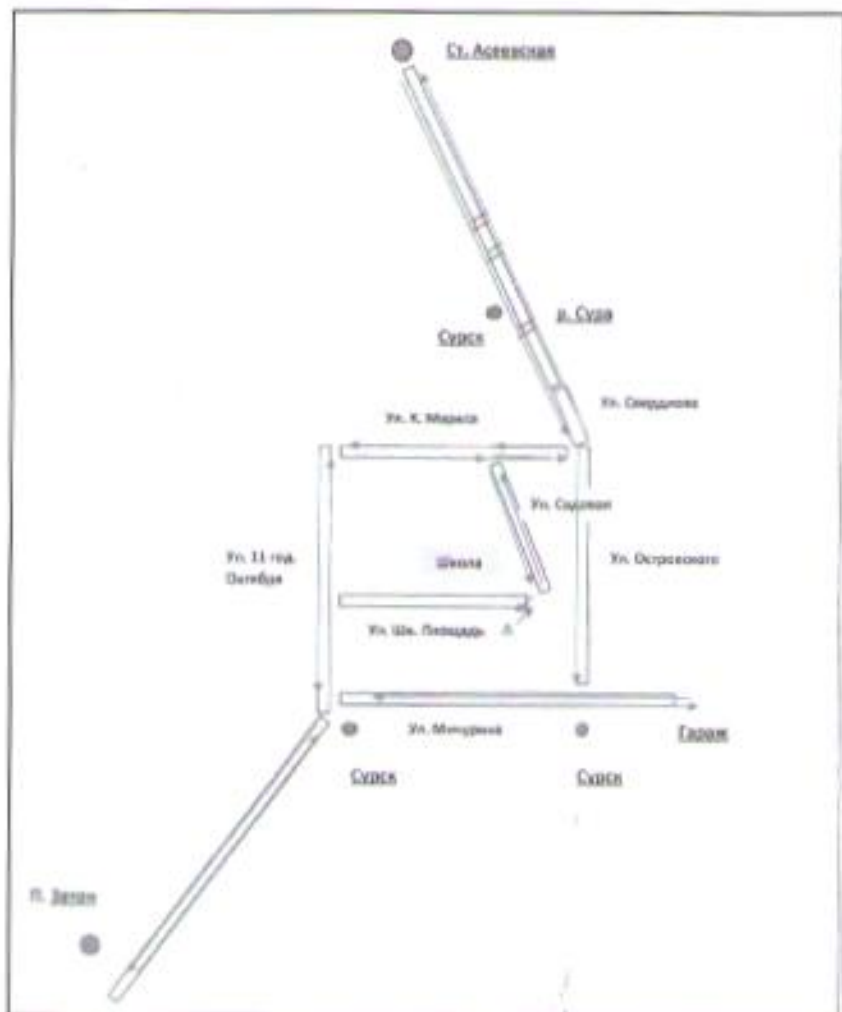 Ст. Асеевская
р. Сура
Сурск
Ул. Свердлова
Ул. К. Маркса
Ул. Садовая
Ул. 11 год.
Октября
Школа
Ул. Островского
Ул. Шк. Площадь
Ул. Мичурина
Гараж
Сурск
Сурск
П. Затон